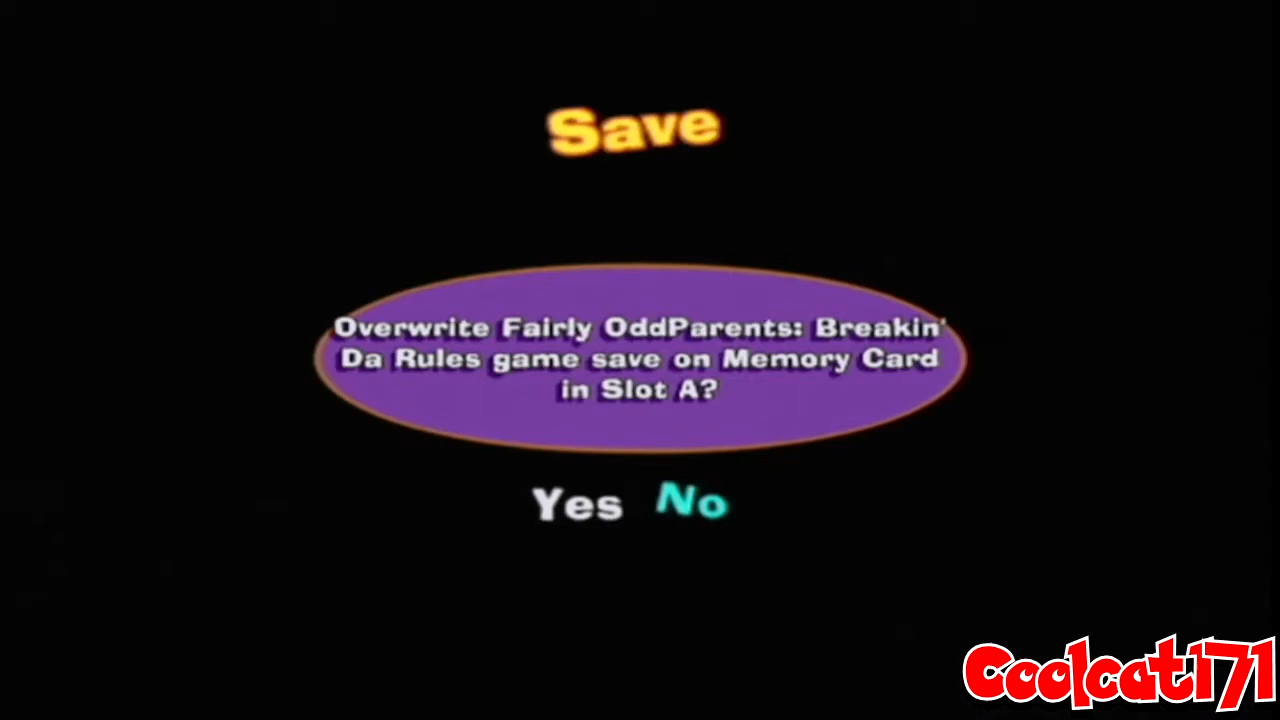 Save
Overwrite Fairly OddParents: Breakin'
Da Rules game save on Memory Card
in Slot A?
Yes No
Coolcat171